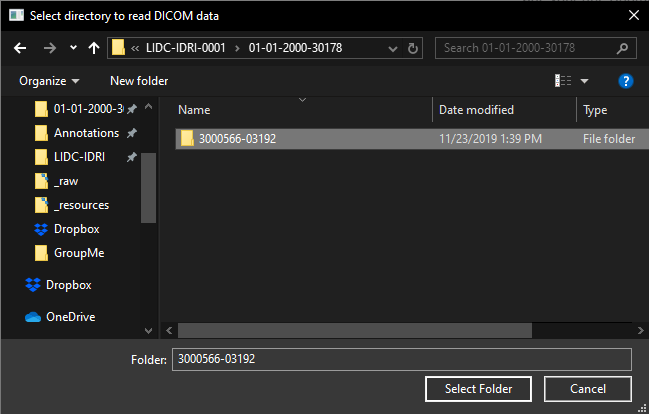 Select directory to read DICOM data
« LIDC-IDRI-0001 › 01-01-2000-30178
Search 01-01-2000-30178
Organize
New folder
?
01-01-2000-30
Annotations
LIDC-IDRI
_raw
_resources
Dropbox
GroupMe
Dropbox
OneDrive
Name Date modified Type
3000566-03192 11/23/2019 1:39 PM File folder
Folder: 3000566-03192
Select Folder Cancel